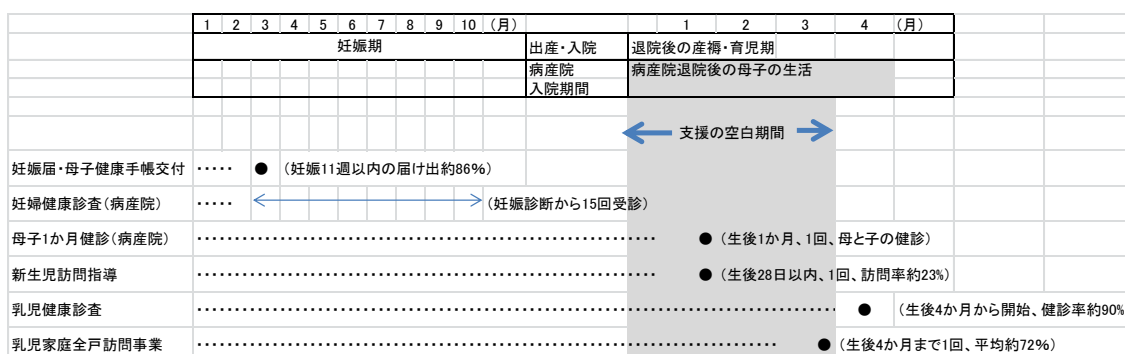 1 2 3 4 5 6 7 8 9 10 (月) 1 2 3 4 (月)
妊娠期 出産・入院 退院後の産褥・育児期
病産院 病産院退院後の母子の生活
入院期間
支援の空白期間
妊娠届・母子健康手帳交付 ・・・・・ ● (妊娠11週以内の届け出約86%)
妊婦健康診査(病産院) ・・・・・ (妊娠診断から15回受診)
母子1か月健診(病産院) ● (生後1か月、1回、母と子の健診)
新生児訪問指導 ● (生後28日以内、1回、訪問率約23%)
乳児健康診査 ● (生後4か月から開始、健診率約90%
乳児家庭全戸訪問事業 ● (生後4か月まで1回、平均約72%)